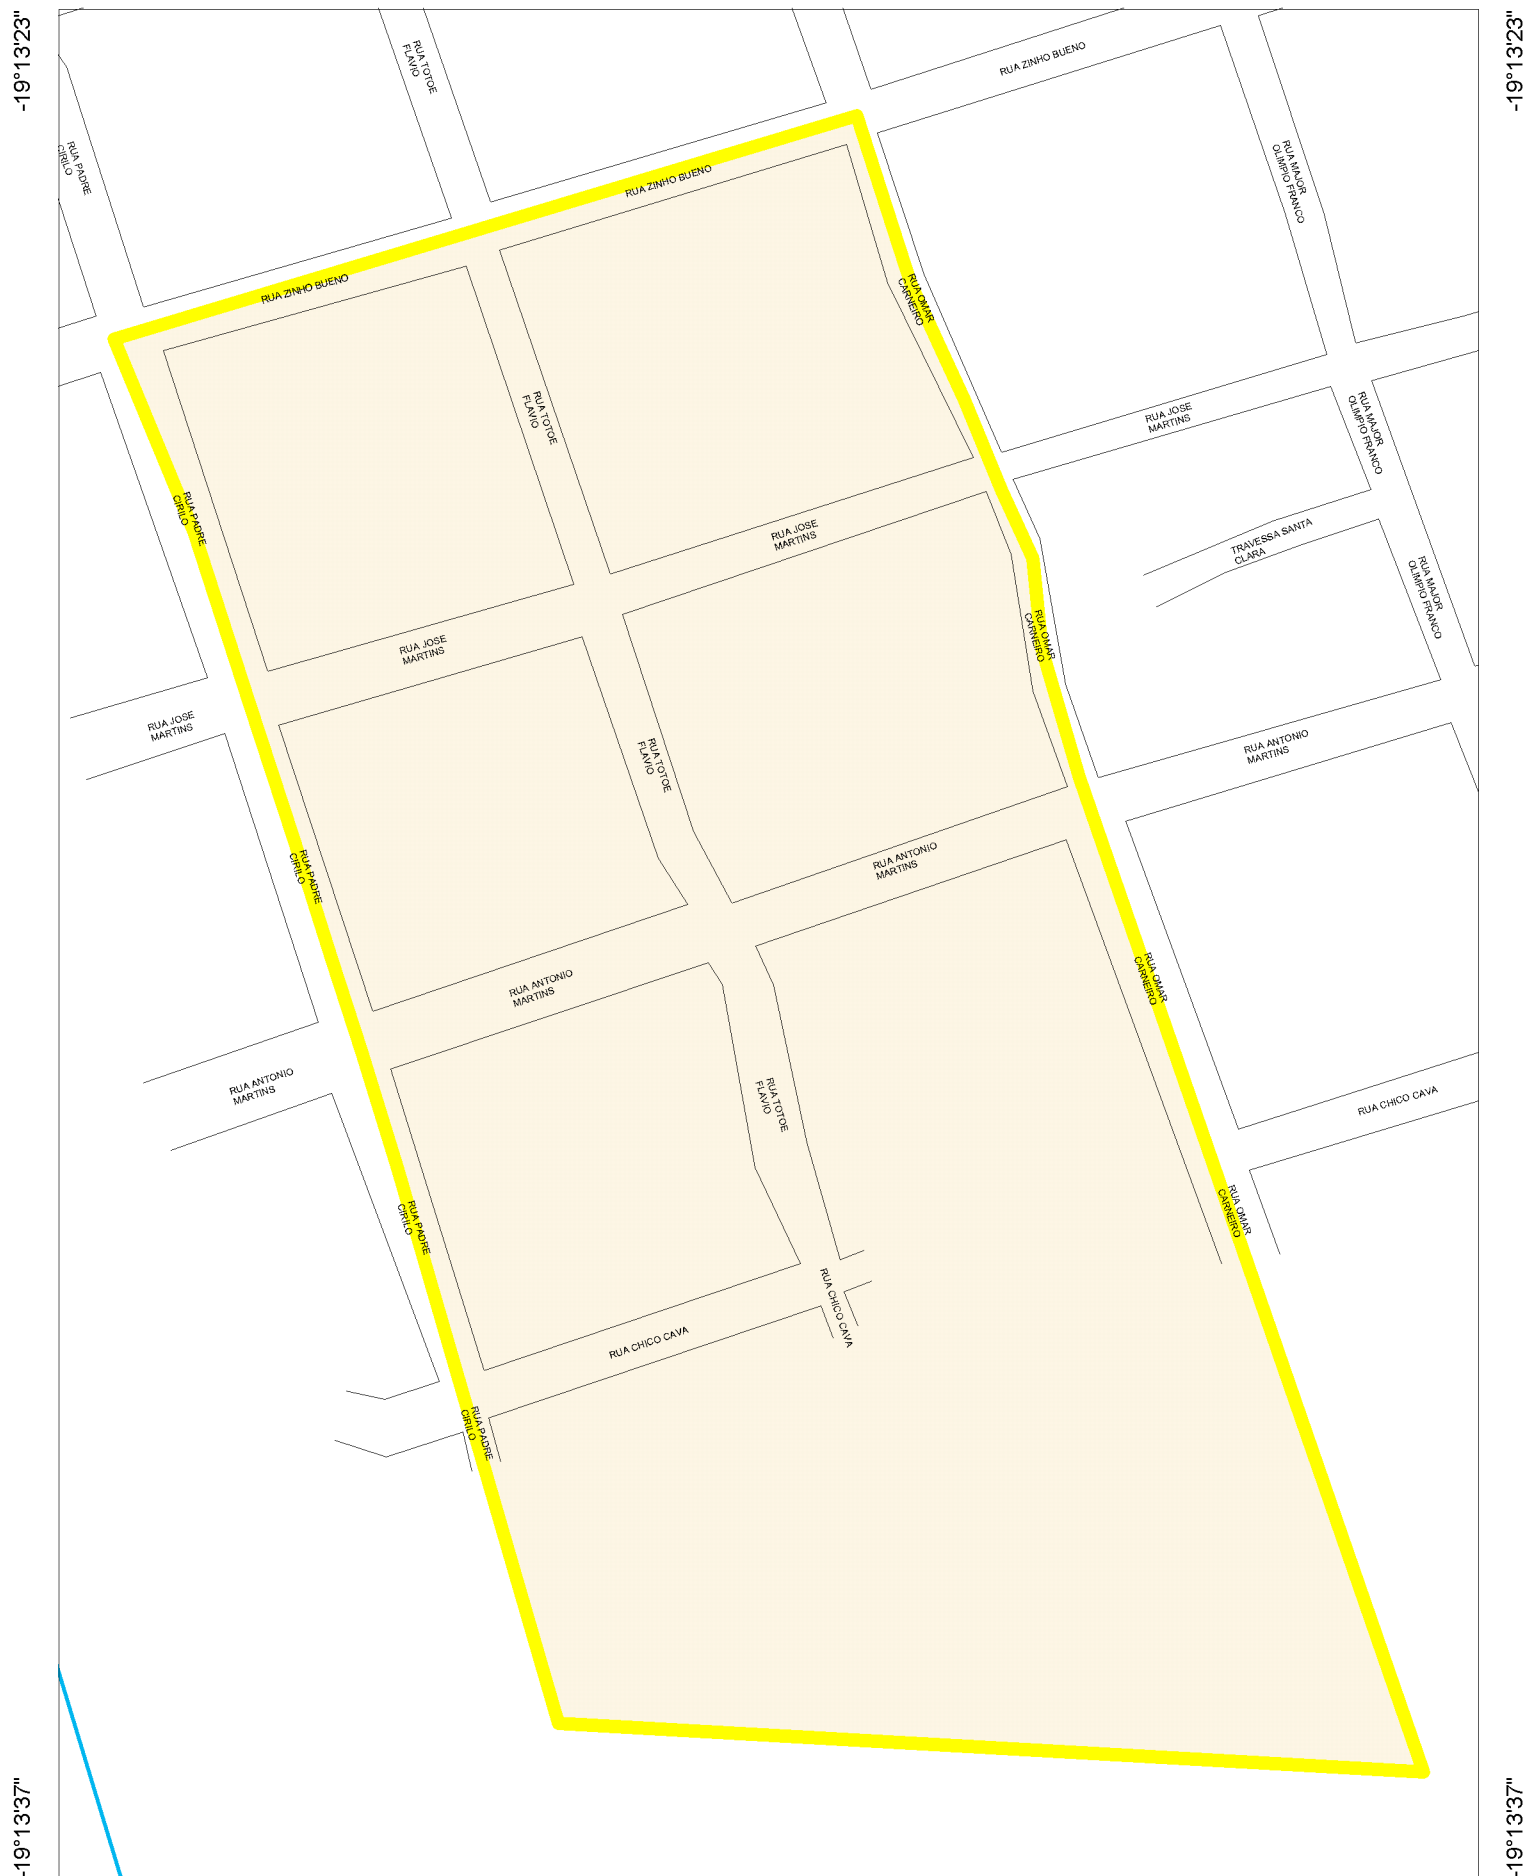 -19°13'23"
-19°13'23"
RUA TOTOE
FLAVIO
RUA ZINHO BUENO
RUA PADRE
CIRILO
RUA MAJOR
OLIMPIO FRANCO
RUA ZINHO BUENO
RUA ZINHO BUENO
RUA OMAR
CARNEIRO
RUA TOTOE
FLAVIO
RUA JOSE
MARTINS
RUA MAJOR
OLIMPIO FRANCO
RUA PADRE
CIRILO
RUA JOSE
MARTINS
TRAVESSA SANTA
CLARA
RUA MAJOR
OLIMPIO FRANCO
RUA JOSE
MARTINS
RUA OMAR
CARNEIRO
RUA JOSE
MARTINS
RUA TOTOE
FLAVIO
RUA ANTONIO
MARTINS
RUA PADRE
CIRILO
RUA ANTONIO
MARTINS
RUA ANTONIO
MARTINS
RUA OMAR
CARNEIRO
RUA ANTONIO
MARTINS
RUA TOTOE
FLAVIO
RUA CHICO CAVA
RUA PADRE
CIRILO
RUA OMAR
CARNEIRO
RUA CHICO CAVA
RUA CHICO CAVA
RUA PADRE
CIRILO
-19°13'37"
-19°13'37"